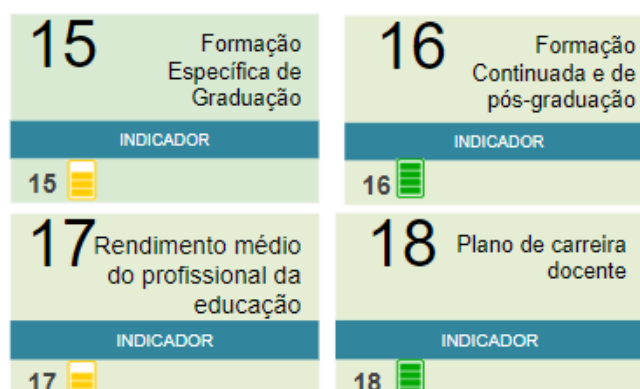 15
Formação
Específica de
Graduação
INDICADOR
15
16
Formação
Continuada e de
pós-graduação
INDICADOR
16
17
Rendimento médio
do profissional da
educação
INDICADOR
17
18
Plano de carreira
docente
INDICADOR
18